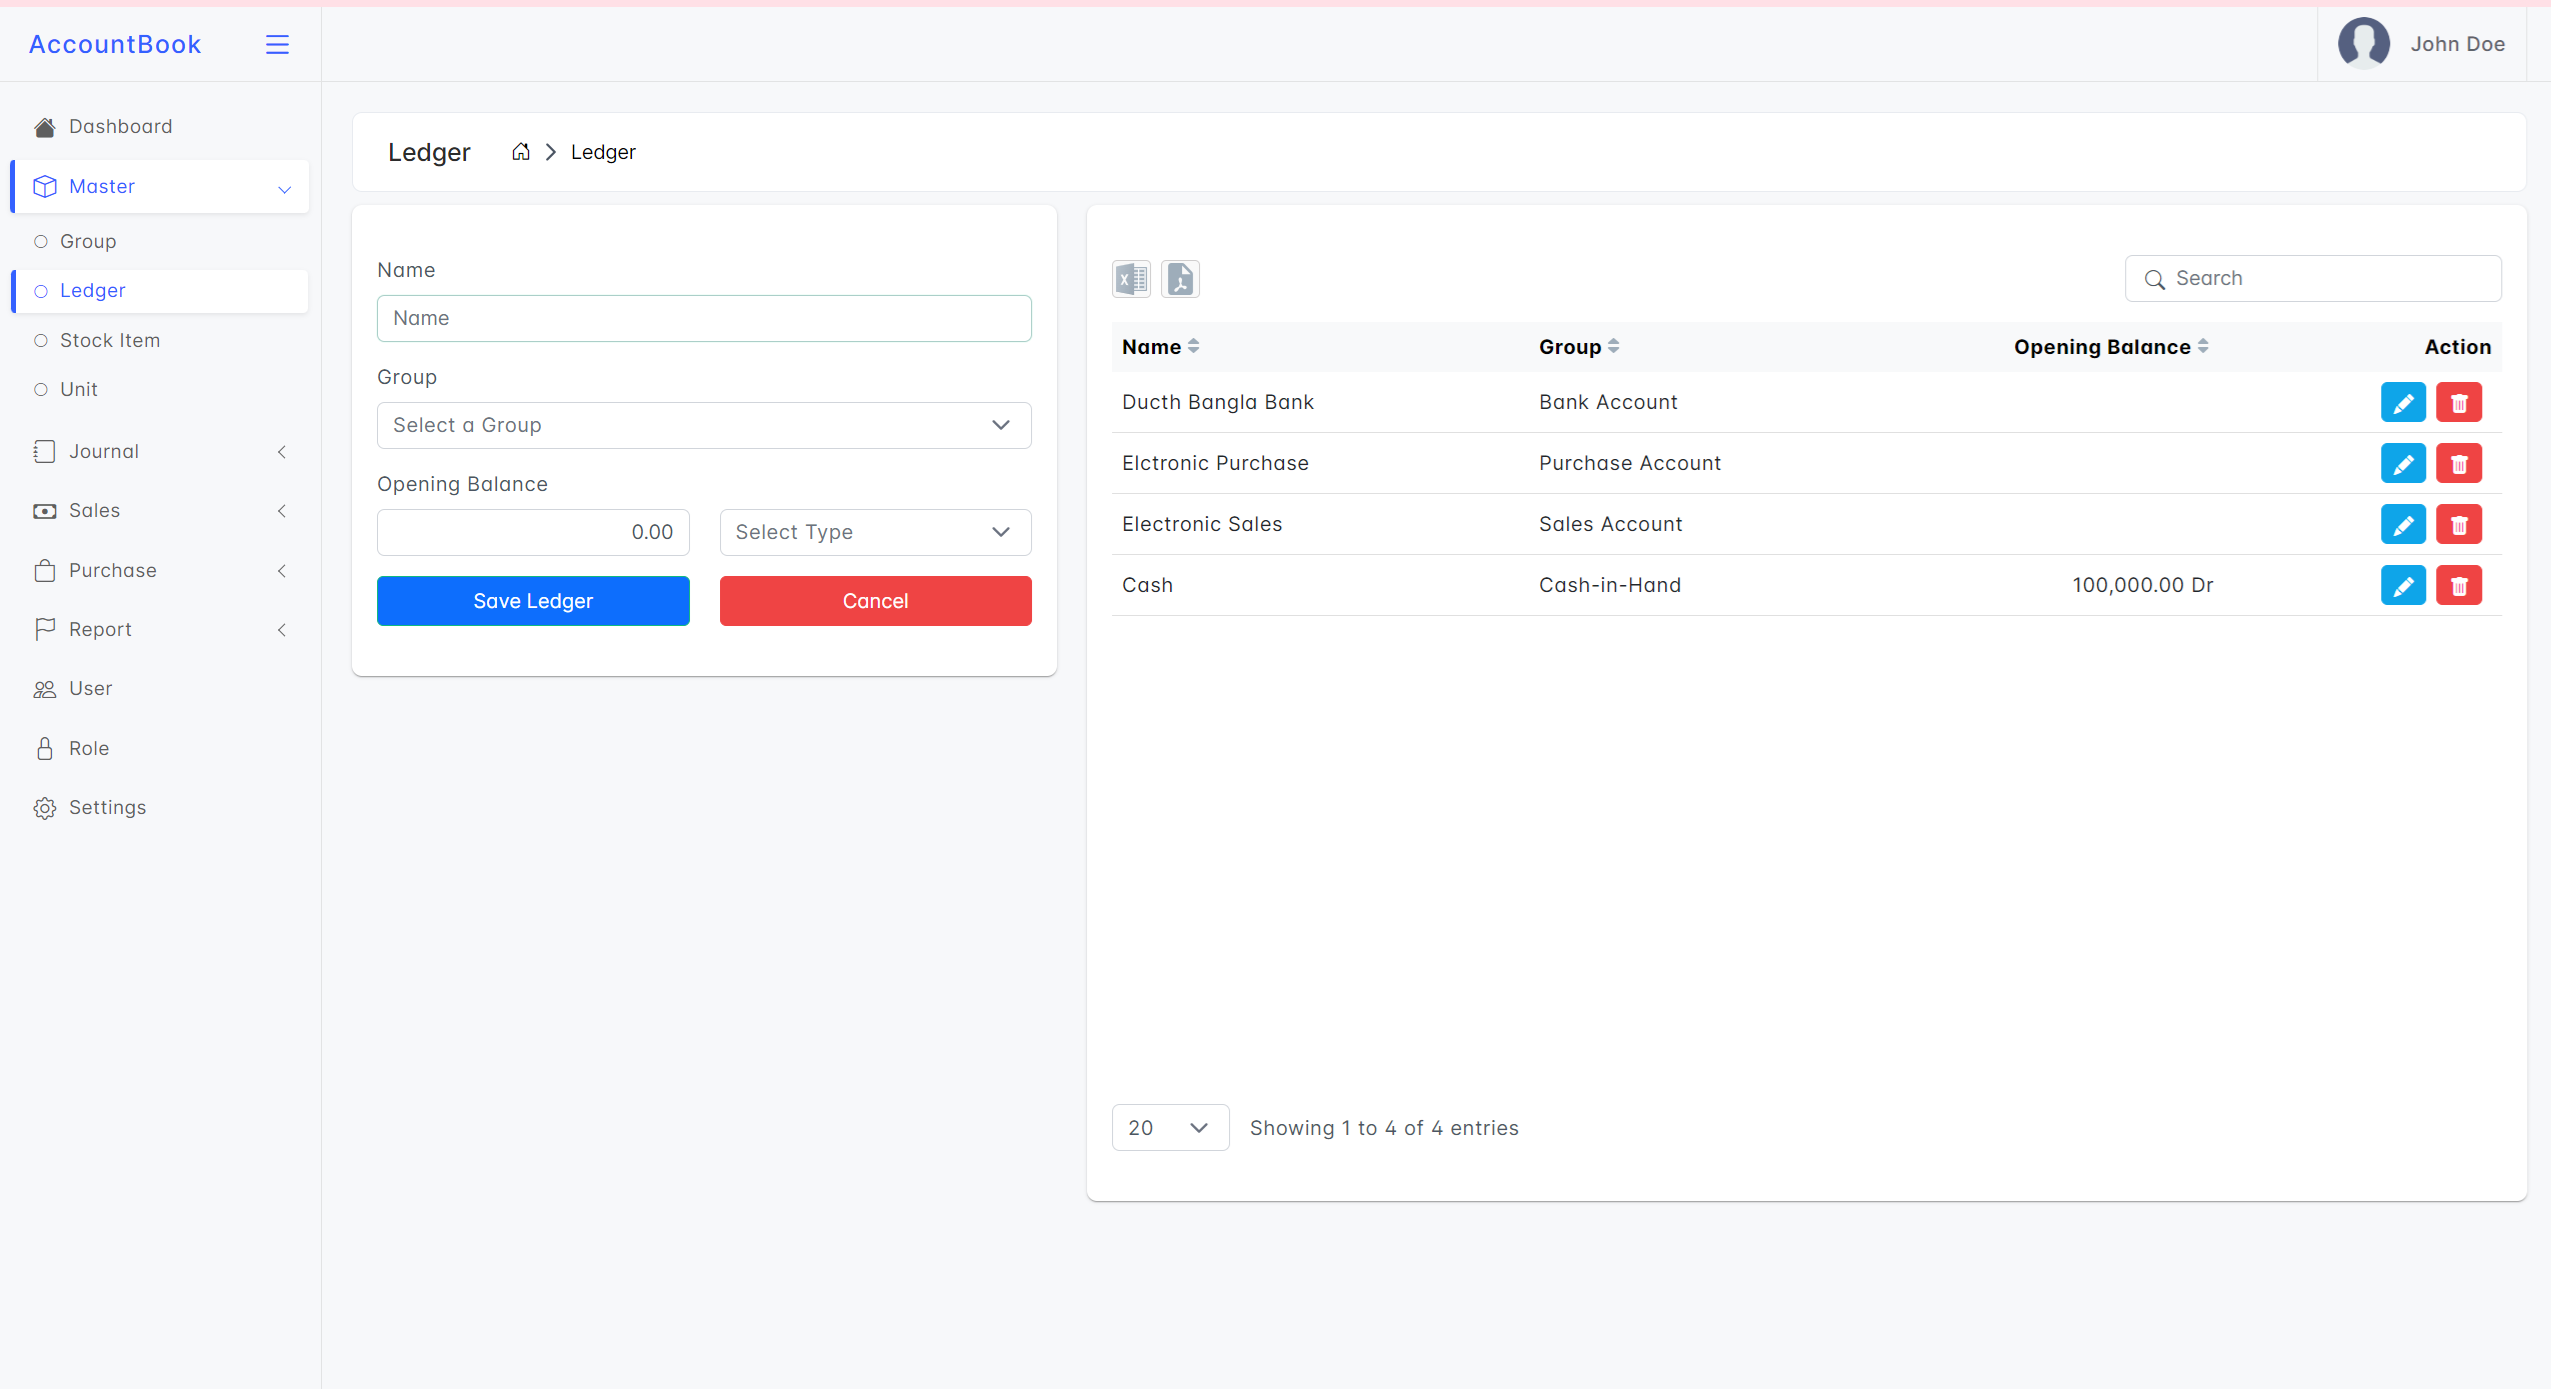 AccountBook
John Doe
Dashboard
Master
Group
Ledger
Stock Item
Unit
Journal
Sales
Purchase
Report
User
Role
Settings
Ledger Ledger
Name
Name
Group
Select a Group
Opening Balance
0.00 Select Type
Save Ledger Cancel
Search
Name Group Opening Balance Action
Ducth Bangla Bank Bank Account
Elctronic Purchase Purchase Account
Electronic Sales Sales Account
Cash Cash-in-Hand 100,000.00 Dr
20 Showing 1 to 4 of 4 entries